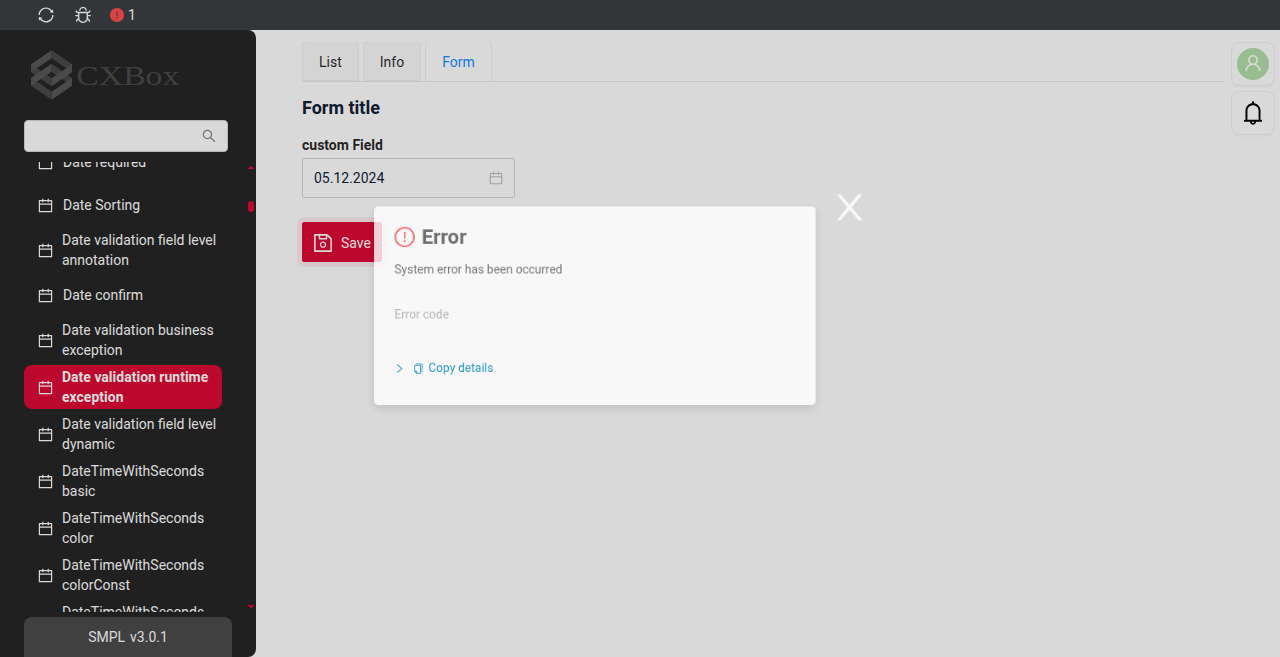 1
CXBox
Date required
Date Sorting
Date validation field level
annotation
Date confirm
Date validation business
exception
Date validation runtime
exception
Date validation field level
dynamic
DateTimeWithSeconds
basic
DateTimeWithSeconds
color
DateTimeWithSeconds
colorConst
DateTimeWithSeconds
SMPL v3.0.1
List
Info
Form
Form title
custom Field
05.12.2024
Save
Error
System error has been occurred
Error code
Copy details